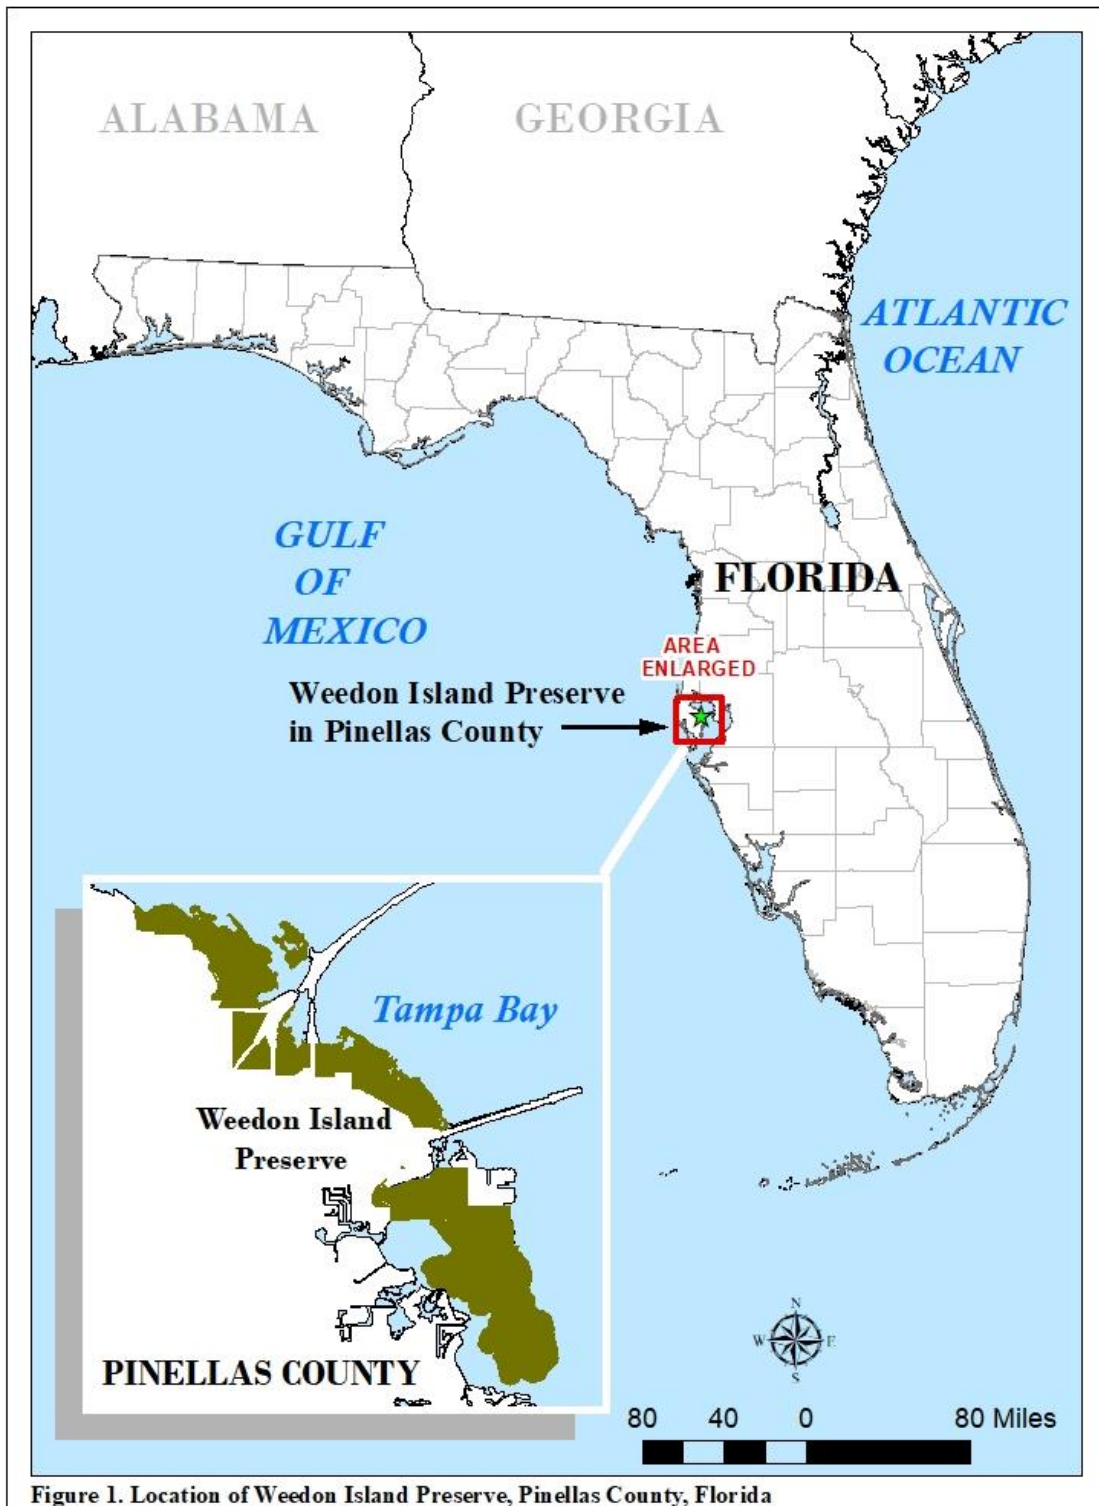 ALABAMA
GEORGIA
ATLANTIC
OCEAN
GULF
OF
MEXICO
FLORIDA
AREA
ENLARGED
Weedon Island Preserve
in Pinellas County
Tampa Bay
Weedon Island
Preserve
PINELLAS COUNTY
N
W E
S
80 40 0 80 Miles
Figure 1. Location of Weedon Island Preserve, Pinellas County, Florida